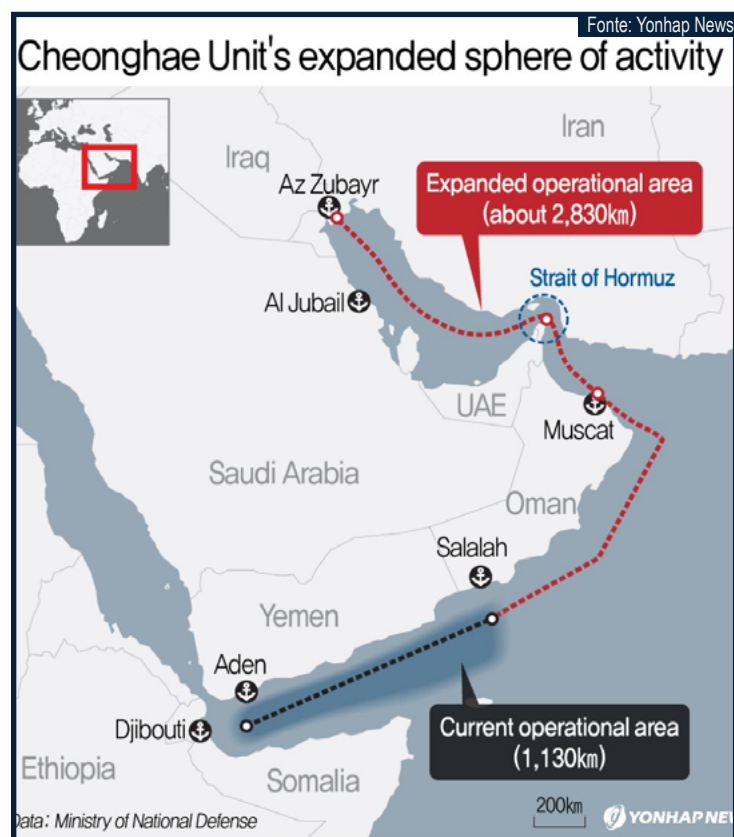 Fonte: Yonhap News
Cheonghae Unit's expanded sphere of activity
Iran
Iraq
Az Zubayr
Expanded operational area
(about 2,830km)
Strait of Hormuz
Al Jubail
UAE
Muscat
Saudi Arabia
Oman
Salalah
Yemen
Aden
Djibouti
Current operational area
(1,130km)
Ethiopia
Somalia
200km
Data: Ministry of National Defense
YONHAP NEW